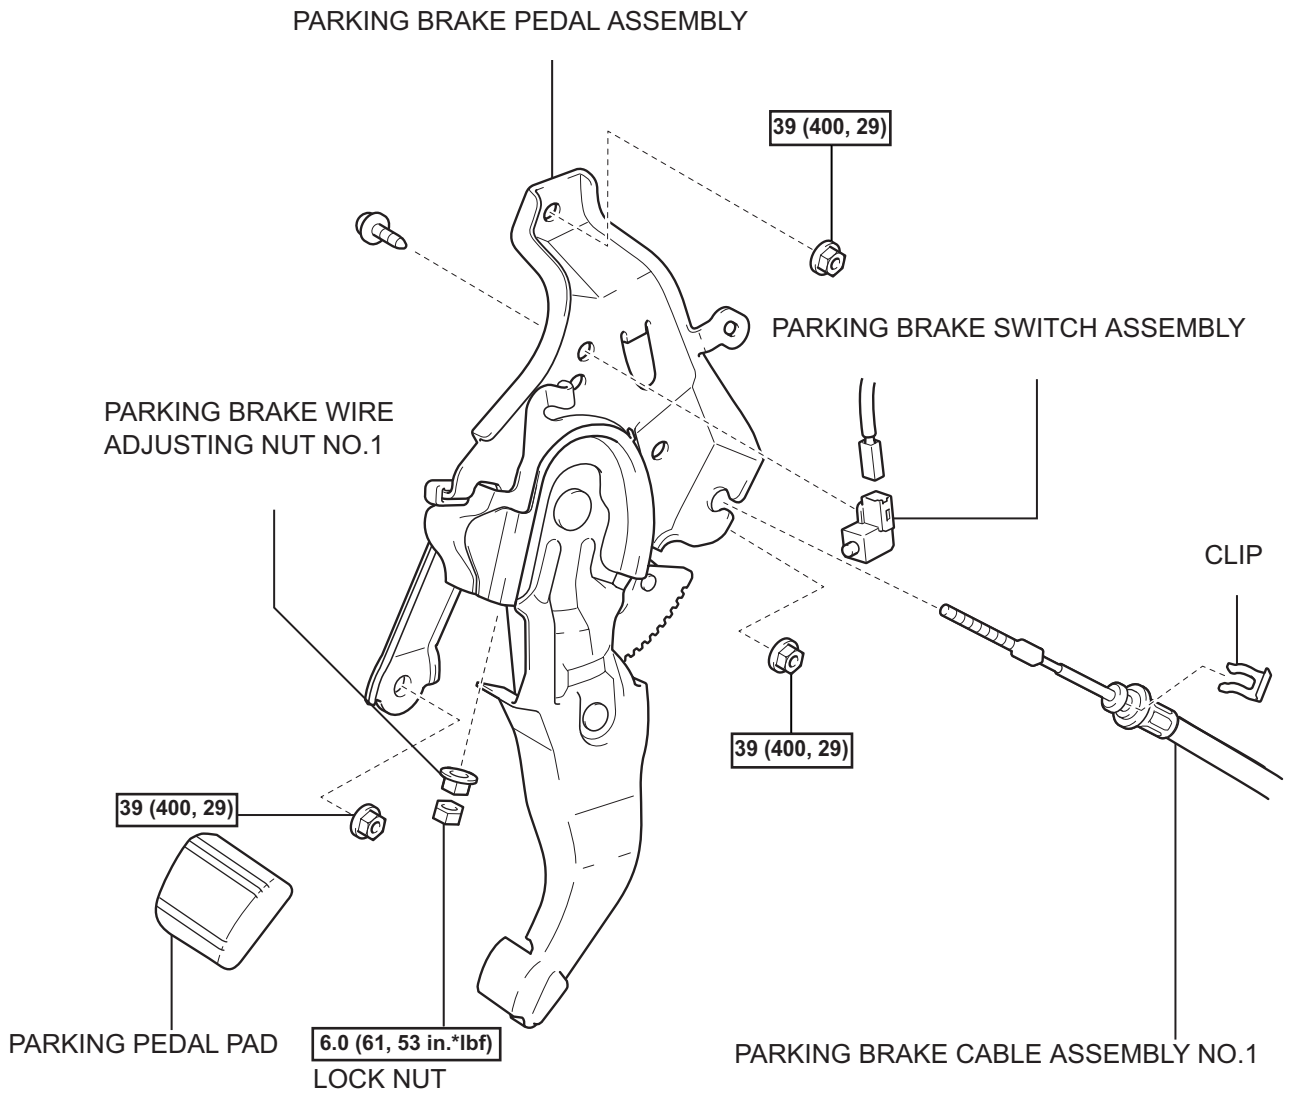 PARKING BRAKE PEDAL ASSEMBLY
39 (400, 29)
PARKING BRAKE SWITCH ASSEMBLY
PARKING BRAKE WIRE
ADJUSTING NUT NO.1
CLIP
39 (400, 29)
39 (400, 29)
PARKING PEDAL PAD
6.0 (61, 53 in.*lbf)
LOCK NUT
PARKING BRAKE CABLE ASSEMBLY NO.1